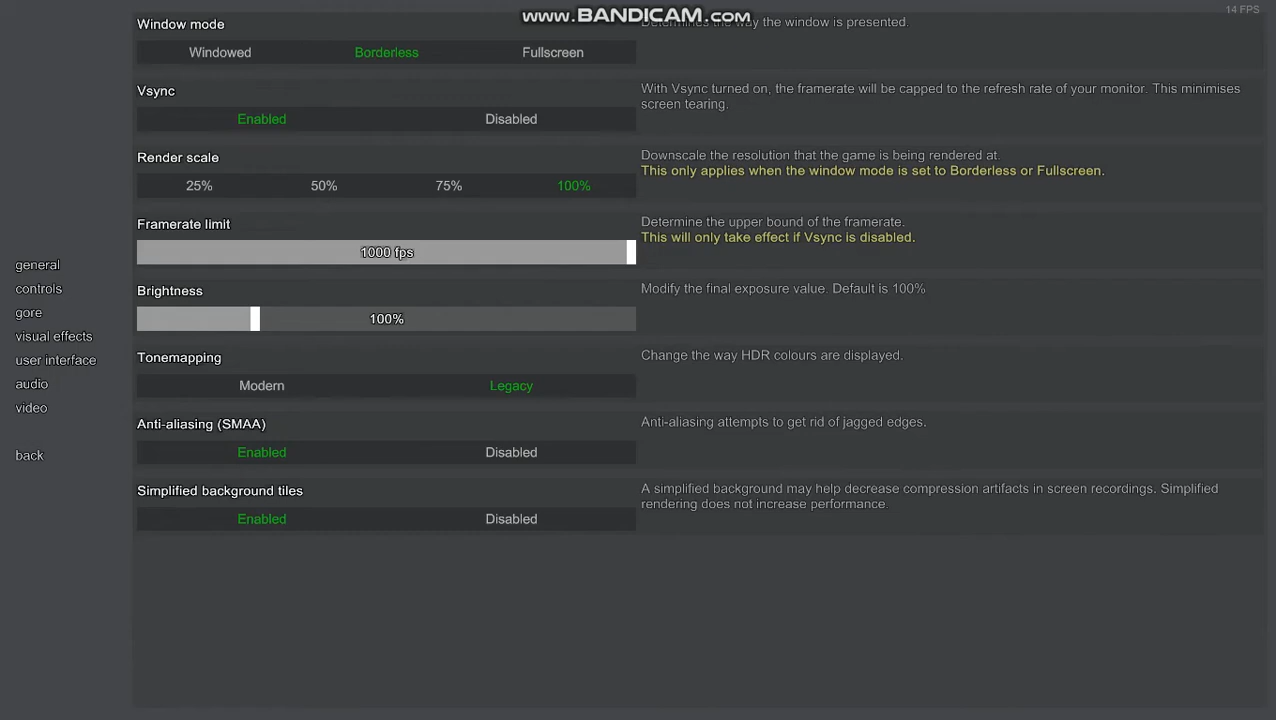 www.BANDICAM.com
14 FPS
Window mode
Determines the way the window is presented.
Windowed Borderless Fullscreen
Vsync
With Vsync turned on, the framerate will be capped to the refresh rate of your monitor. This minimises
screen tearing.
Enabled Disabled
Render scale
Downscale the resolution that the game is being rendered at.
This only applies when the window mode is set to Borderless or Fullscreen.
25% 50% 75% 100%
Framerate limit
Determine the upper bound of the framerate.
This will only take effect if Vsync is disabled.
1000 fps
Brightness
Modify the final exposure value. Default is 100%
100%
Tonemapping
Change the way HDR colours are displayed.
Modern Legacy
Anti-aliasing (SMAA)
Anti-aliasing attempts to get rid of jagged edges.
Enabled Disabled
Simplified background tiles
A simplified background may help decrease compression artifacts in screen recordings. Simplified
rendering does not increase performance.
Enabled Disabled
general
controls
gore
visual effects
user interface
audio
video
back